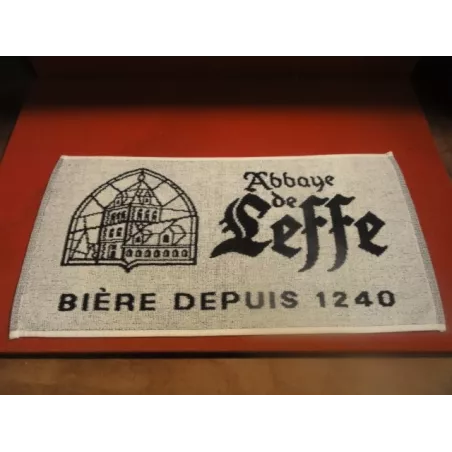 Abbaye
de
Leffe
BIÈRE DEPUIS 1240